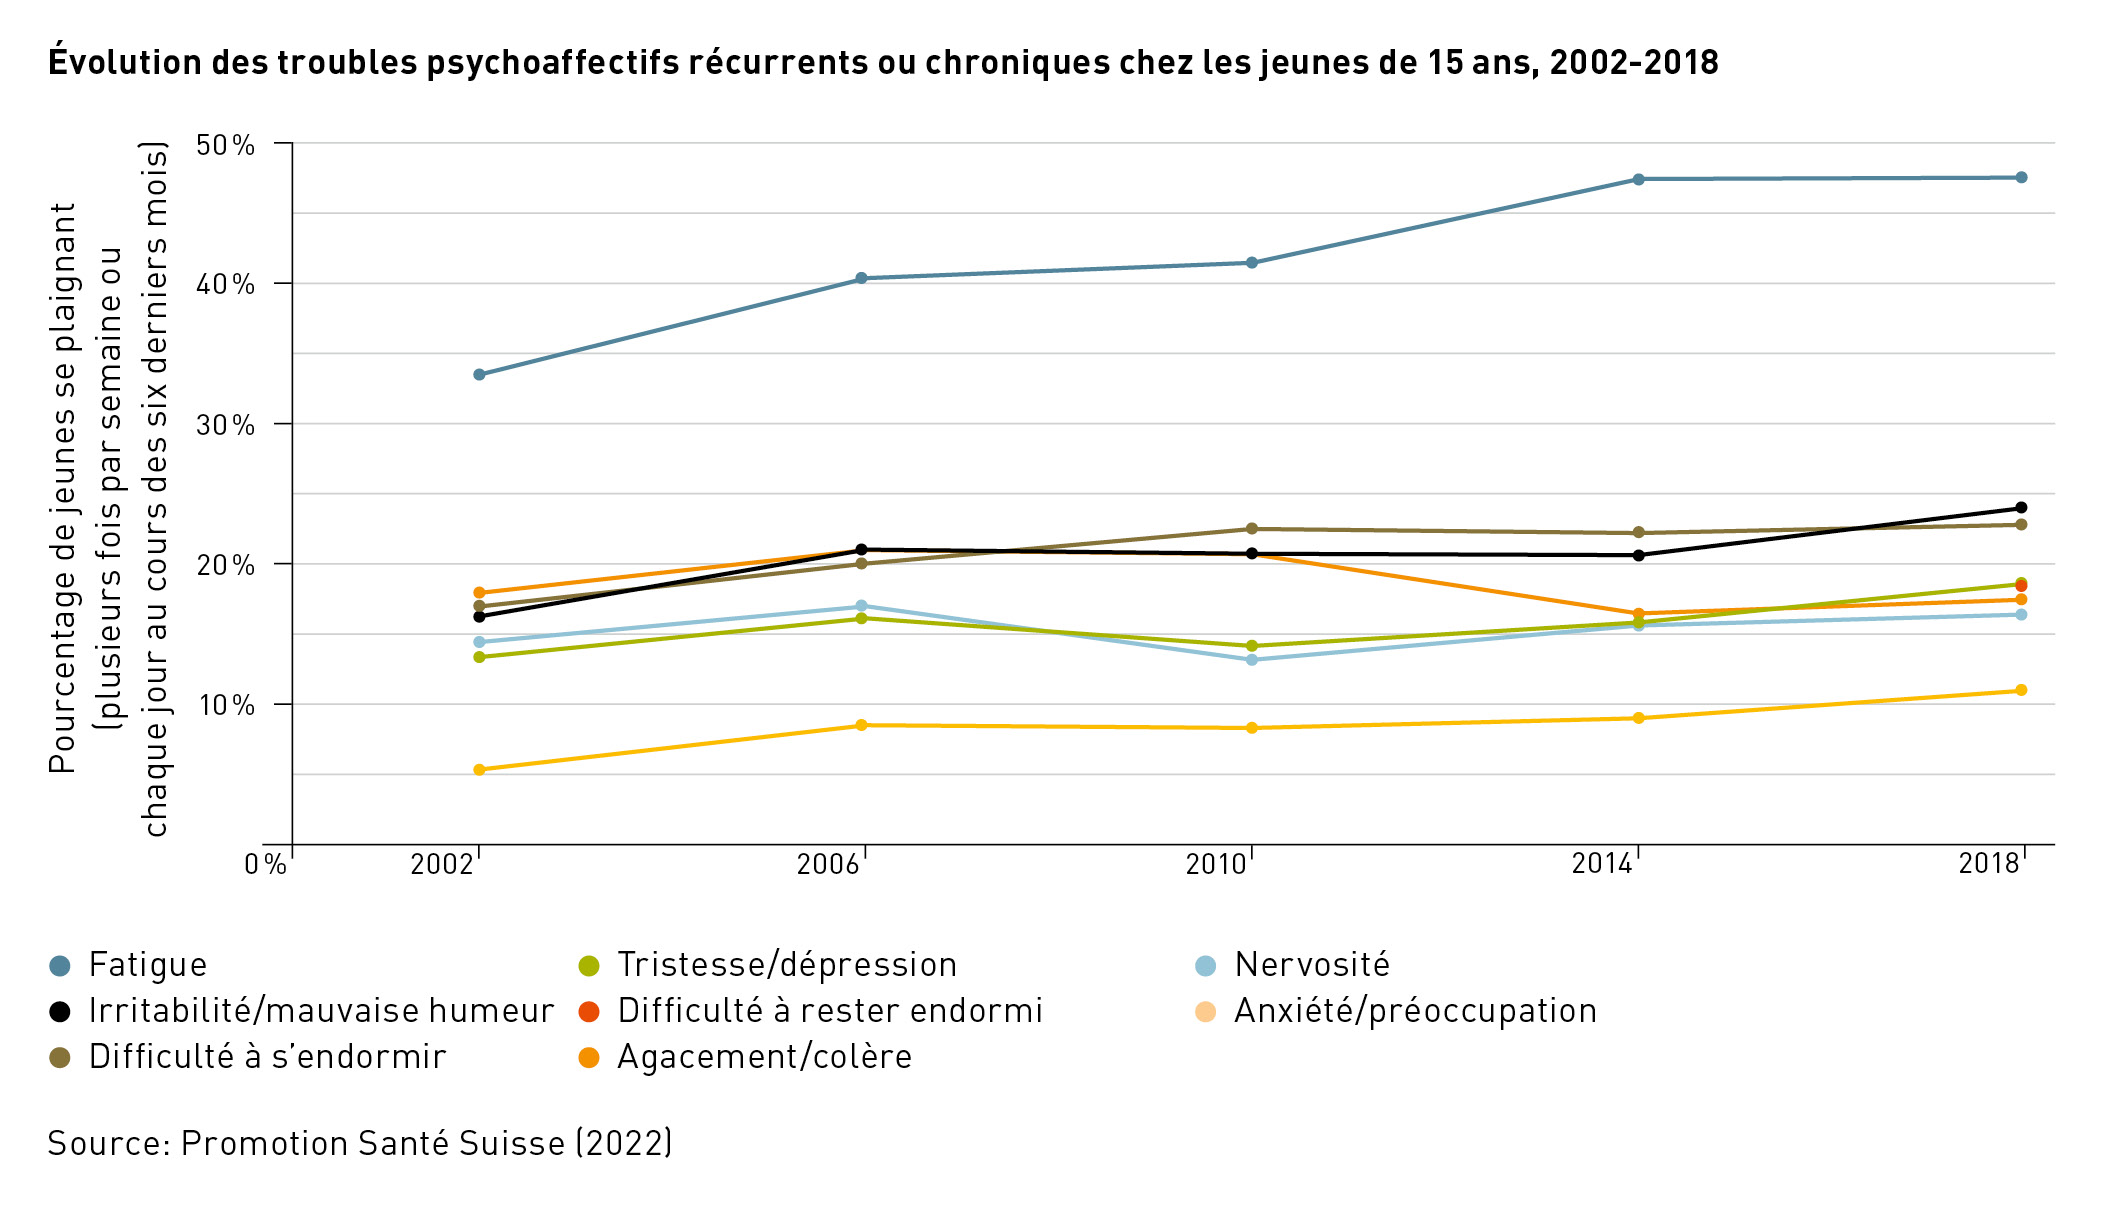 Évolution des troubles psychoaffectifs récurrents ou chroniques chez les jeunes de 15 ans, 2002-2018
Pourcentage de jeunes se plaignant
(plusieurs fois par semaine ou
chaque jour au cours des six derniers mois)
50 %
40 %
30 %
20 %
10 %
0 %
2002
2006
2010
2014
2018
Fatigue
Irritabilité/mauvaise humeur
Difficulté à s’endormir
Tristesse/dépression
Difficulté à rester endormi
Agacement/colère
Nervosité
Anxiété/préoccupation
Source: Promotion Santé Suisse (2022)